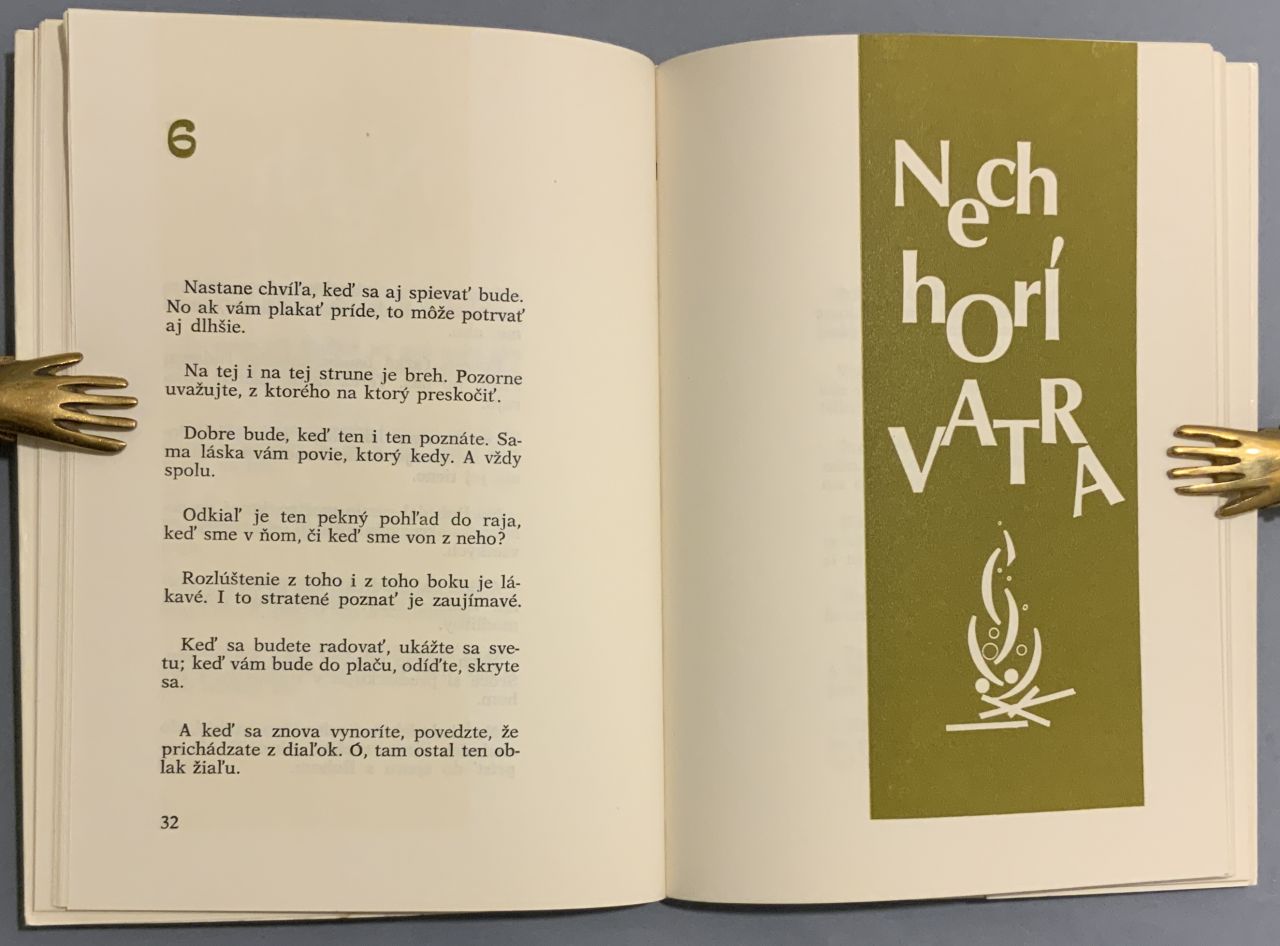 6
Nastane chvíľa, keď sa aj spievať bude.
No ak vám plakať príde, to môže potrvať
aj dlhšie.
Na tej i na tej strune je breh. Pozorne
uvažujte, z ktorého na ktorý preskočiť.
Dobre bude, keď ten i ten poznáte. Sa-
ma láska vám povie, ktorý kedy. A vždy
spolu.
Odkiaľ je ten pekný pohľad do raja,
keď sme v ňom, či keď sme von z neho?
Rozlúštenie z toho i z toho boku je lá-
kavé. I to stratené poznať je zaujímavé.
Keď sa budete radovať, ukážte sa sve-
tu; keď vám bude do plaču, odíďte, skryte
sa.
A keď sa znova vynoríte, povedzte, že
prichádzate z diaľok. Ó, tam ostal ten ob-
lak žiaľu.
32
Nech
horí
VATRA